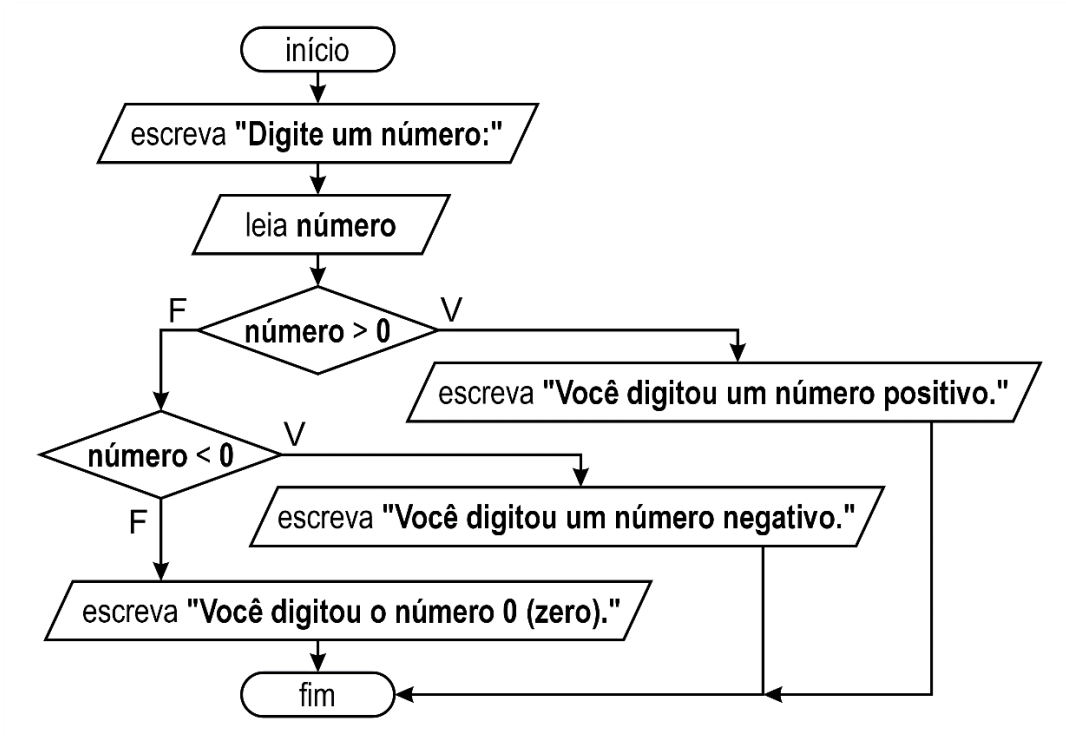 início
escreva "Digite um número:"
leia número
F
V
número > 0
escreva "Você digitou um número positivo."
V
número < 0
escreva "Você digitou um número negativo."
F
escreva "Você digitou o número 0 (zero)."
fim